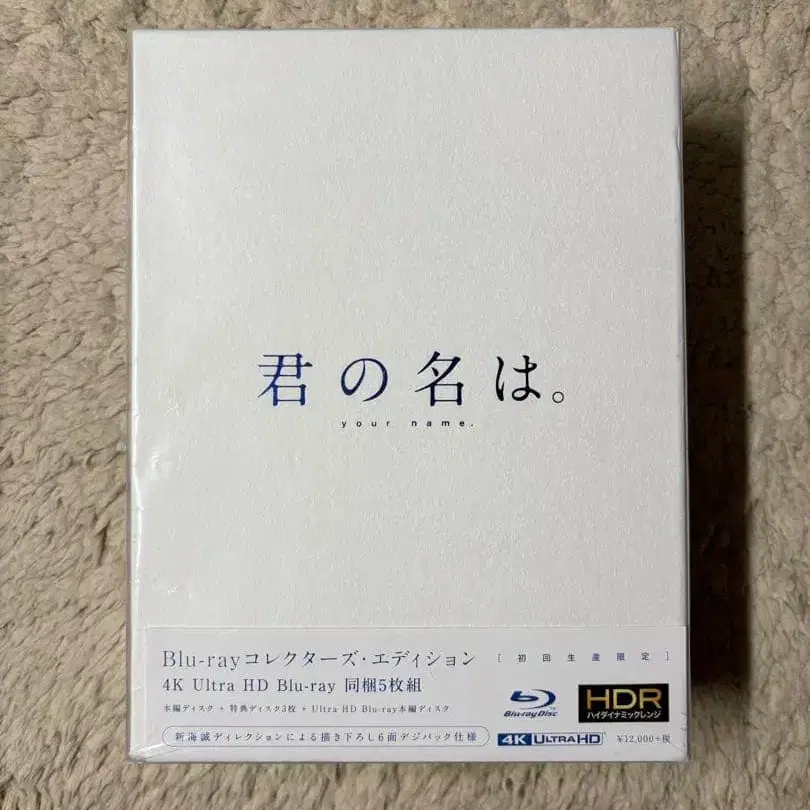 君の名は。
your name.
Blu-rayコレクターズ・エディション [初回生産限定]
4K Ultra HD Blu-ray 同梱5枚組
本編ディスク + 特典ディスク3枚 + Ultra HD Blu-ray本編ディスク
新海誠ディレクションによる描き下ろし6面デジパック仕様
Blu-ray Disc
HDR
ハイダイナミックレンジ
4K ULTRA HD
¥12,000+税